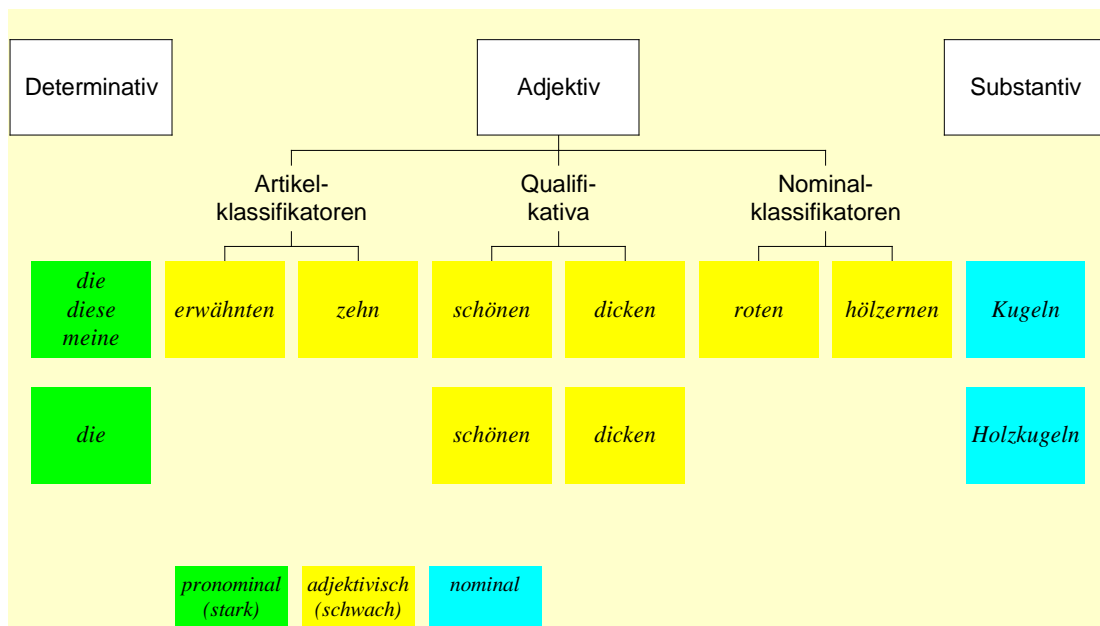 Determinativ
Adjektiv
Substantiv
Artikel-
klassifikatoren
Qualifi-
kativa
Nominal-
klassifikatoren
die
diese
meine
erwähnten
zehn
schönen
dicken
roten
hölzernen
Kugeln
die
schönen
dicken
Holzkugeln
pronominal
(stark)
adjektivisch
(schwach)
nominal